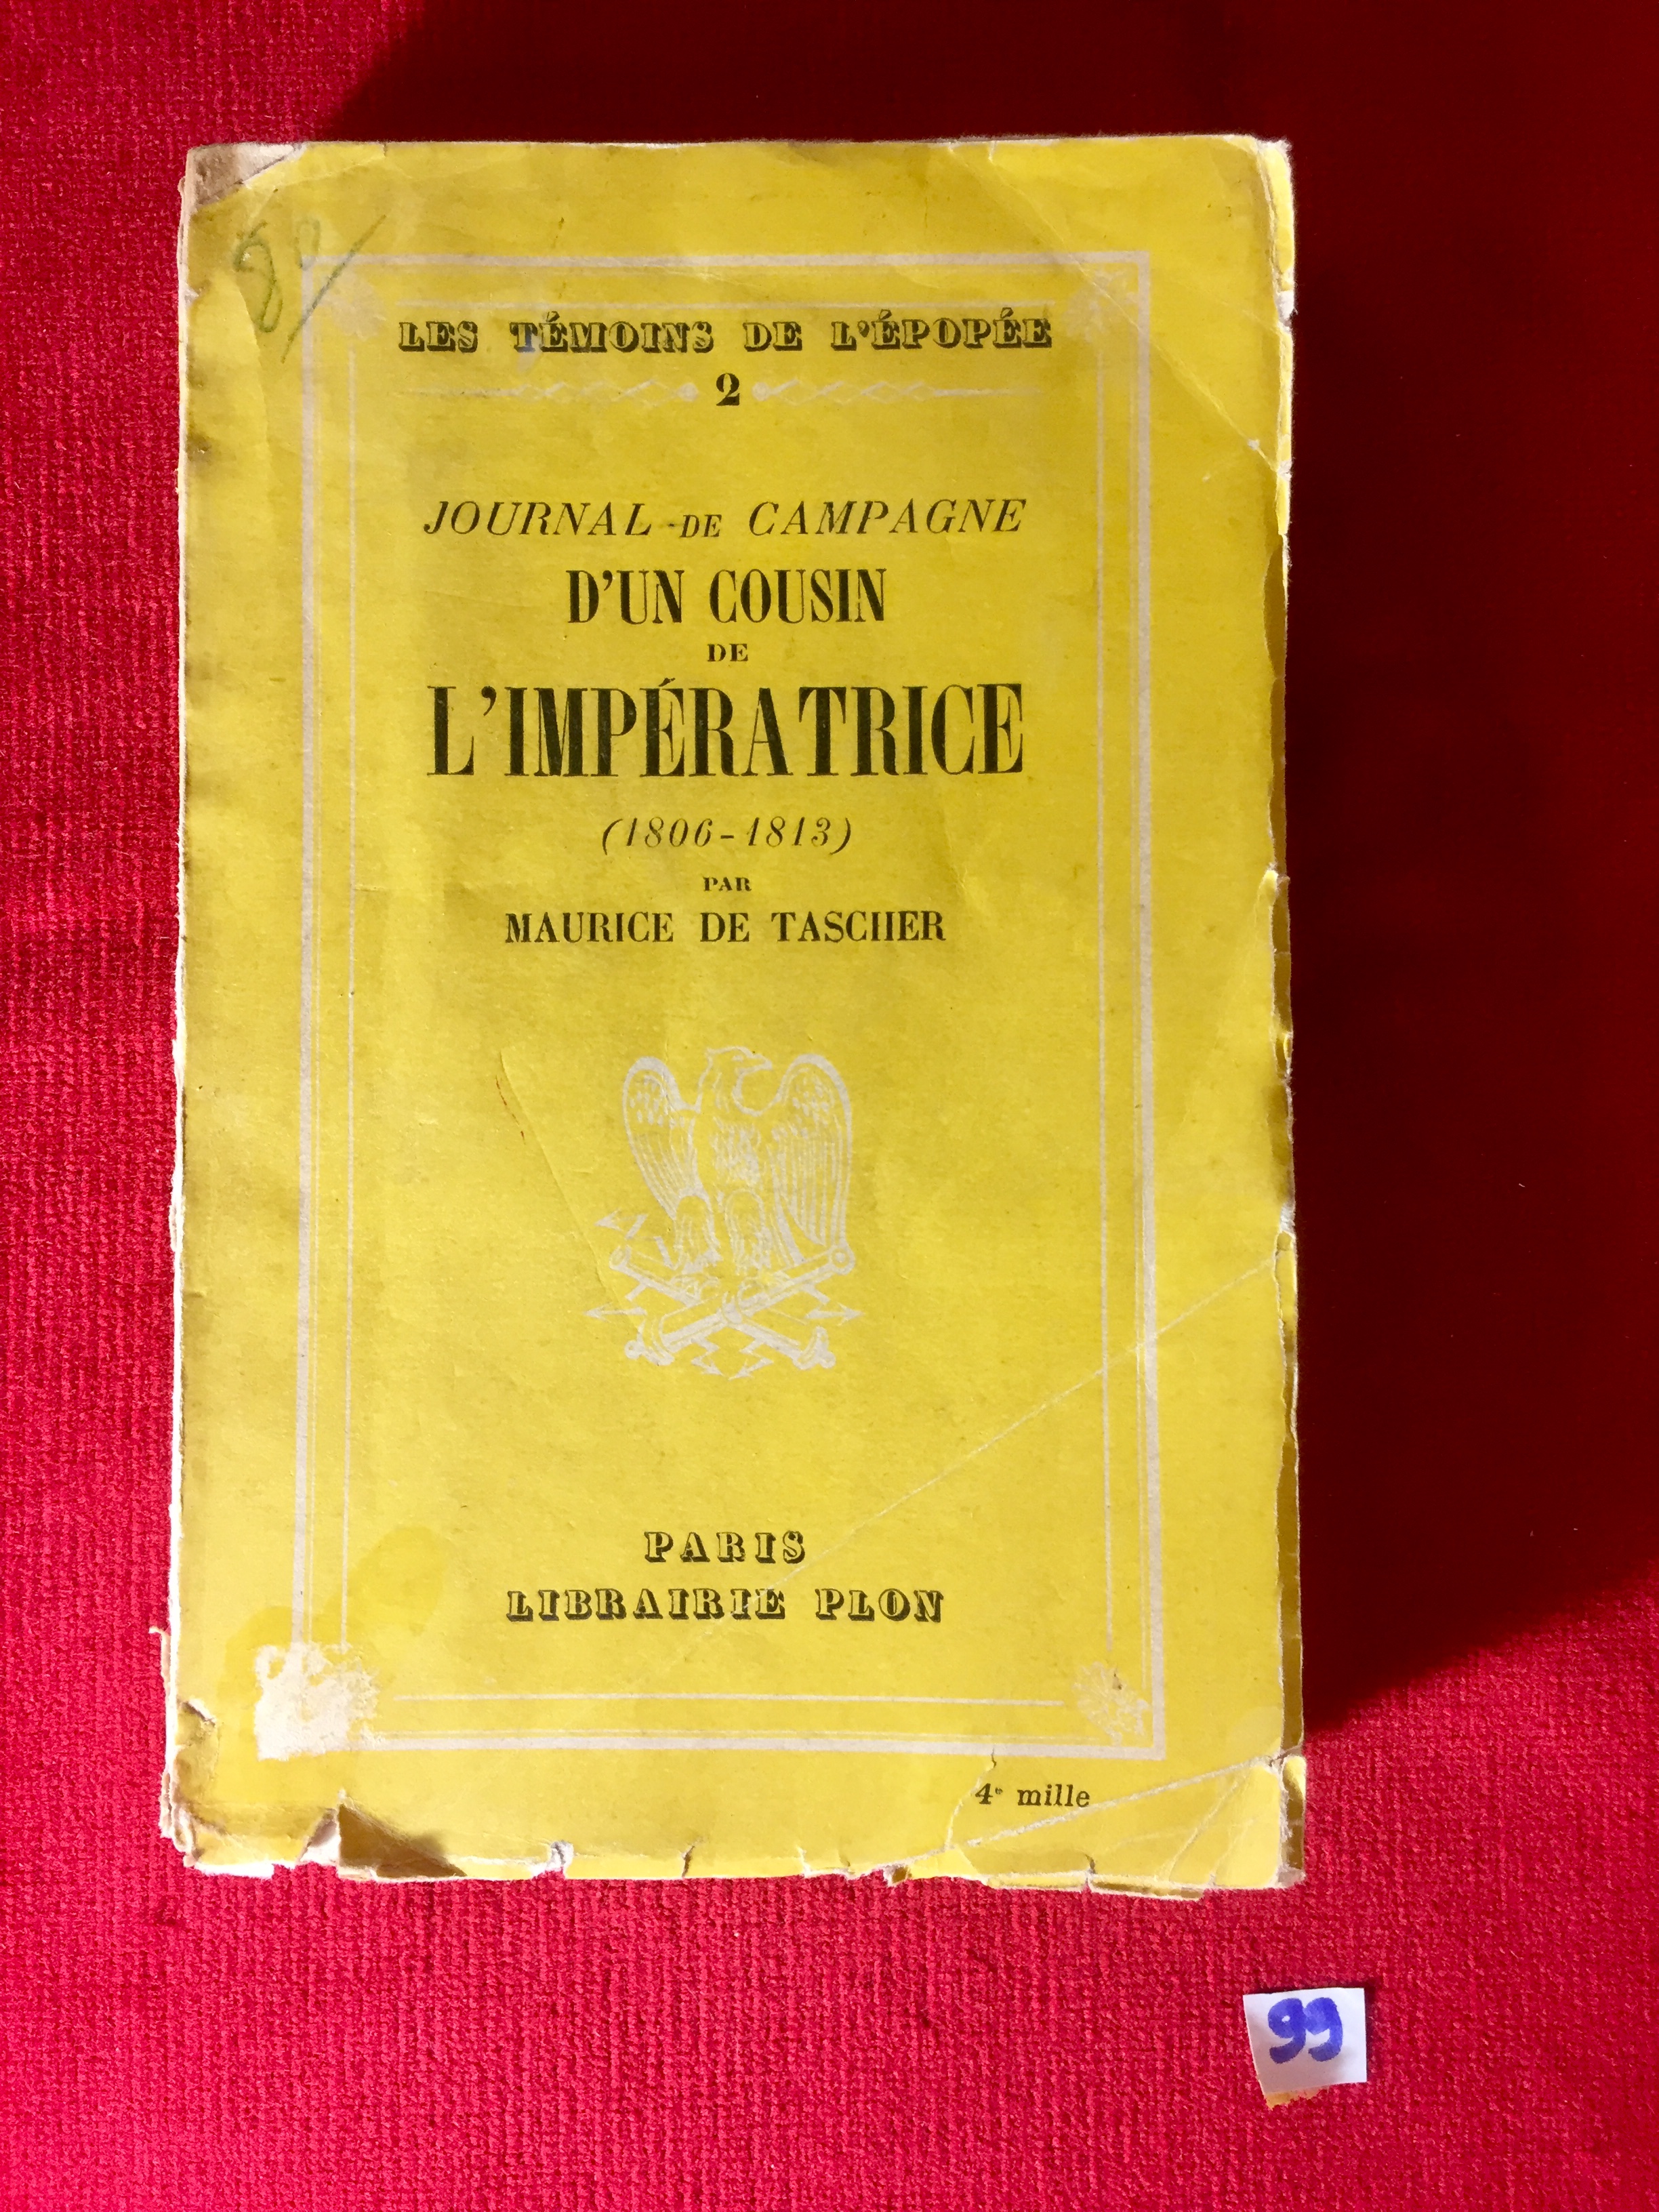 LES TÉMOINS DE L'ÉPOPÉE
2
JOURNAL DE CAMPAGNE
D'UN COUSIN
DE
L'IMPÉRATRICE
(1806-1813)
PAR
MAURICE DE TASCHER
PARIS
LIBRAIRIE PLON
4e mille
99